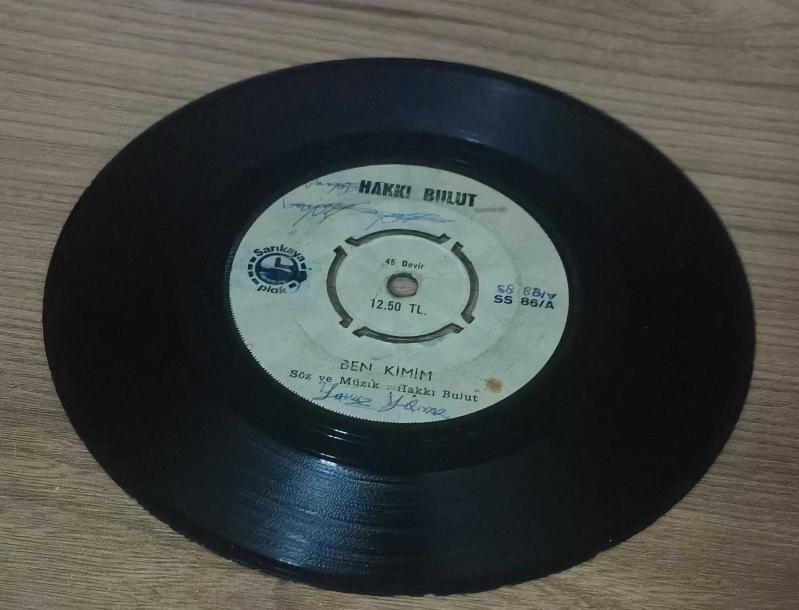 HAKKI BULUT
Sarıkaya
plak
45 Devir
12.50 TL.
SS 86/A
BEN KİMİM
Söz ve Müzik : Hakkı Bulut